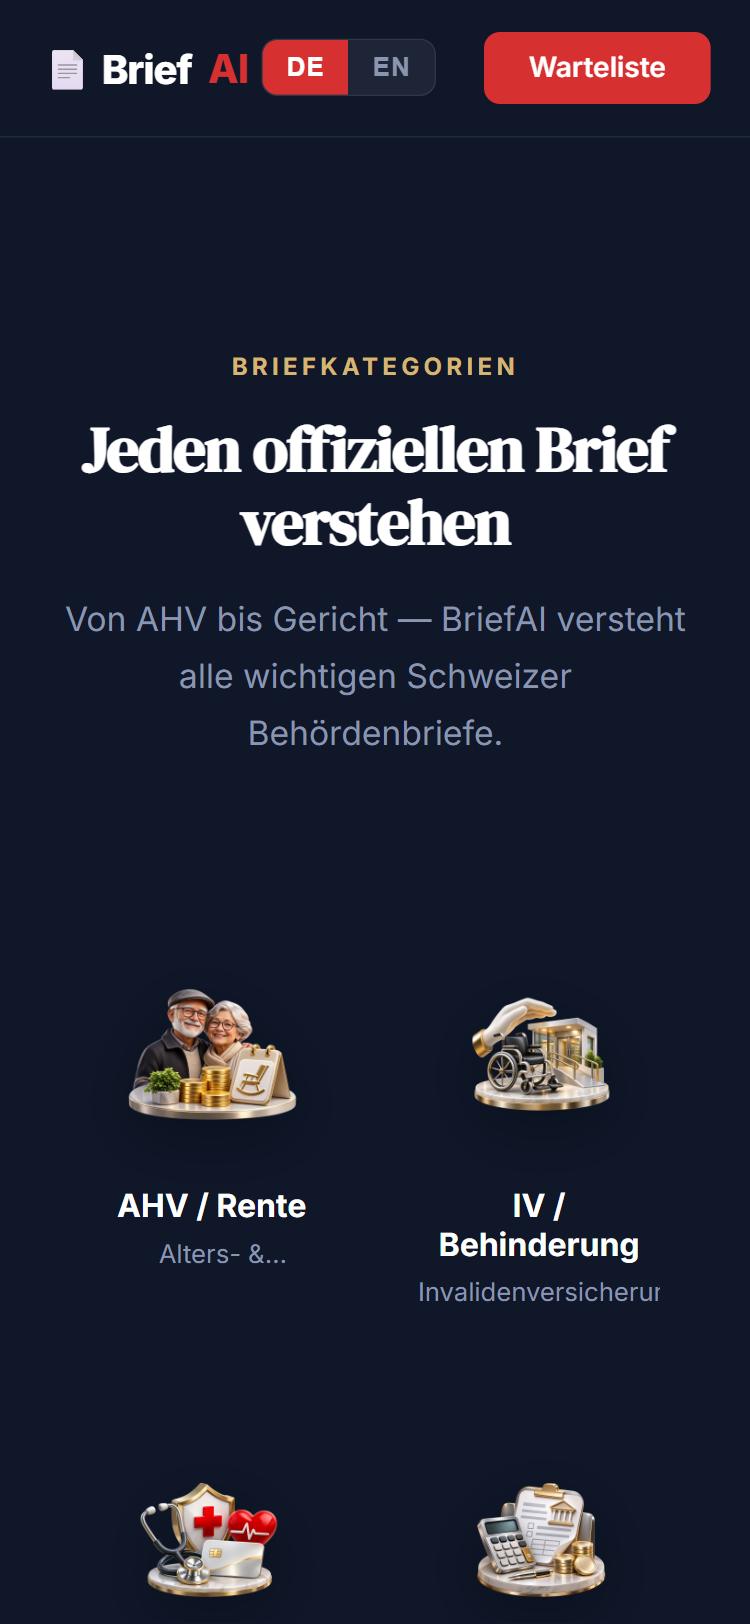 Brief AI DE EN Warteliste
BRIEFKATEGORIEN
Jeden offiziellen Brief
verstehen
Von AHV bis Gericht — BriefAI versteht
alle wichtigen Schweizer
Behördenbriefe.
AHV / Rente
Alters- &...
IV /
Behinderung
Invalidenversicherur